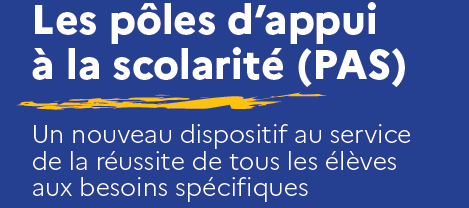 Les pôles d’appui
à la scolarité (PAS)
Un nouveau dispositif au service
de la réussite de tous les élèves
aux besoins spécifiques